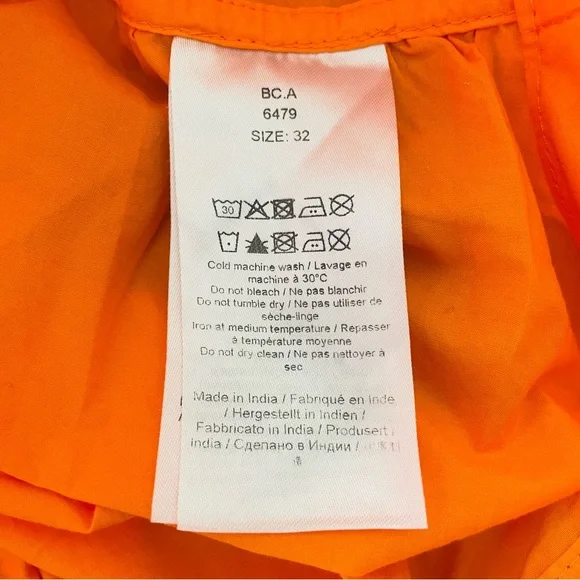 BC.A
6479
SIZE: 32
30
Cold machine wash / Lavage en
machine à 30°C
Do not bleach / Ne pas blanchir
Do not tumble dry / Ne pas utiliser de
sèche-linge
Iron at medium temperature / Repasser
à température moyenne
Do not dry clean / Ne pas nettoyer à
sec
Made in India / Fabriqué en Inde
/ Hergestellt in Indien /
Fabbricato in India / Produsert i
India / Сделано в Индии /